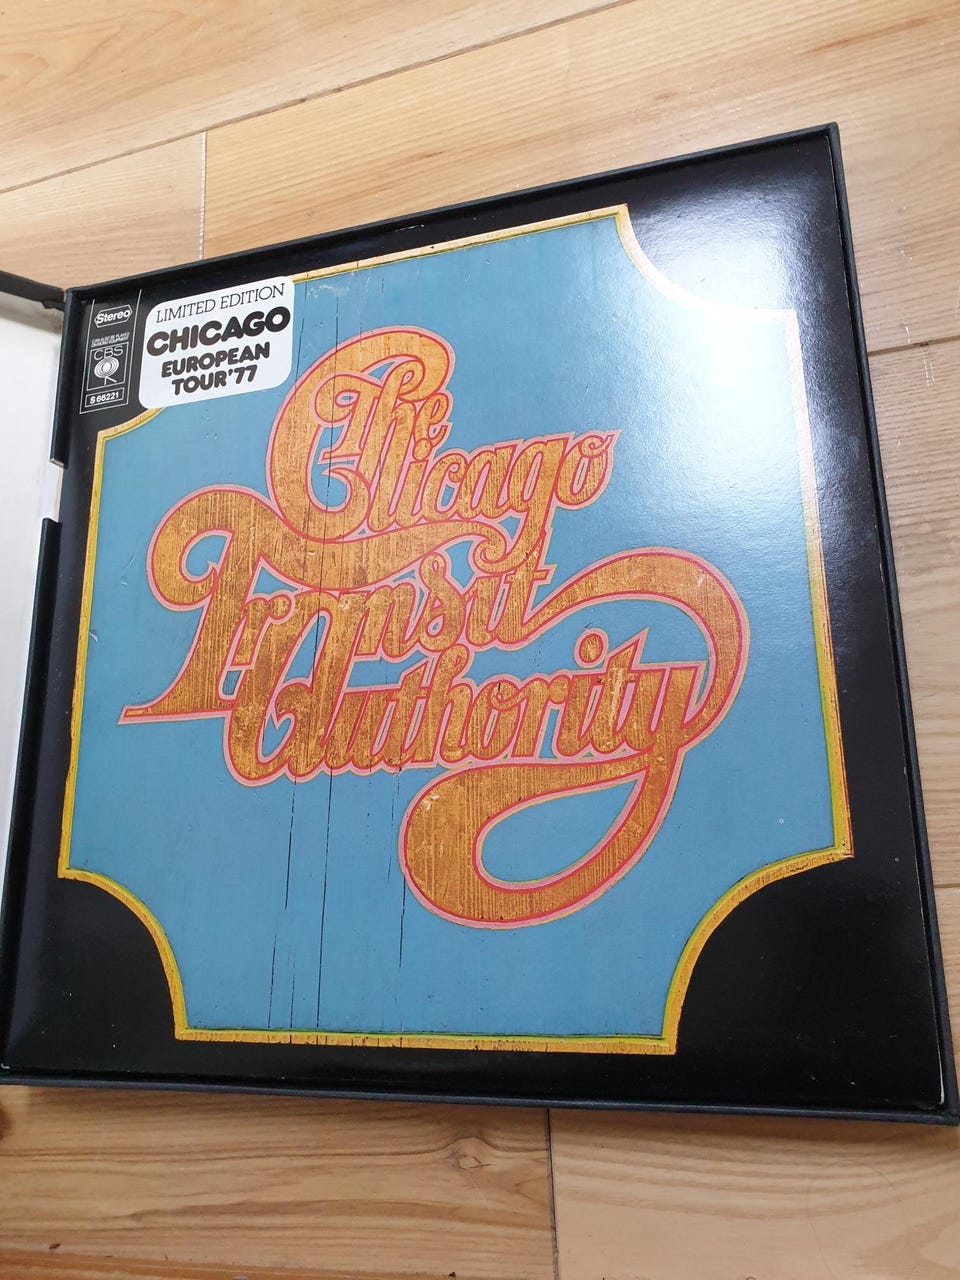 Stereo
CBS
S 66221
LIMITED EDITION
CHICAGO
EUROPEAN
TOUR'77
The
Chicago
Transit
Authority